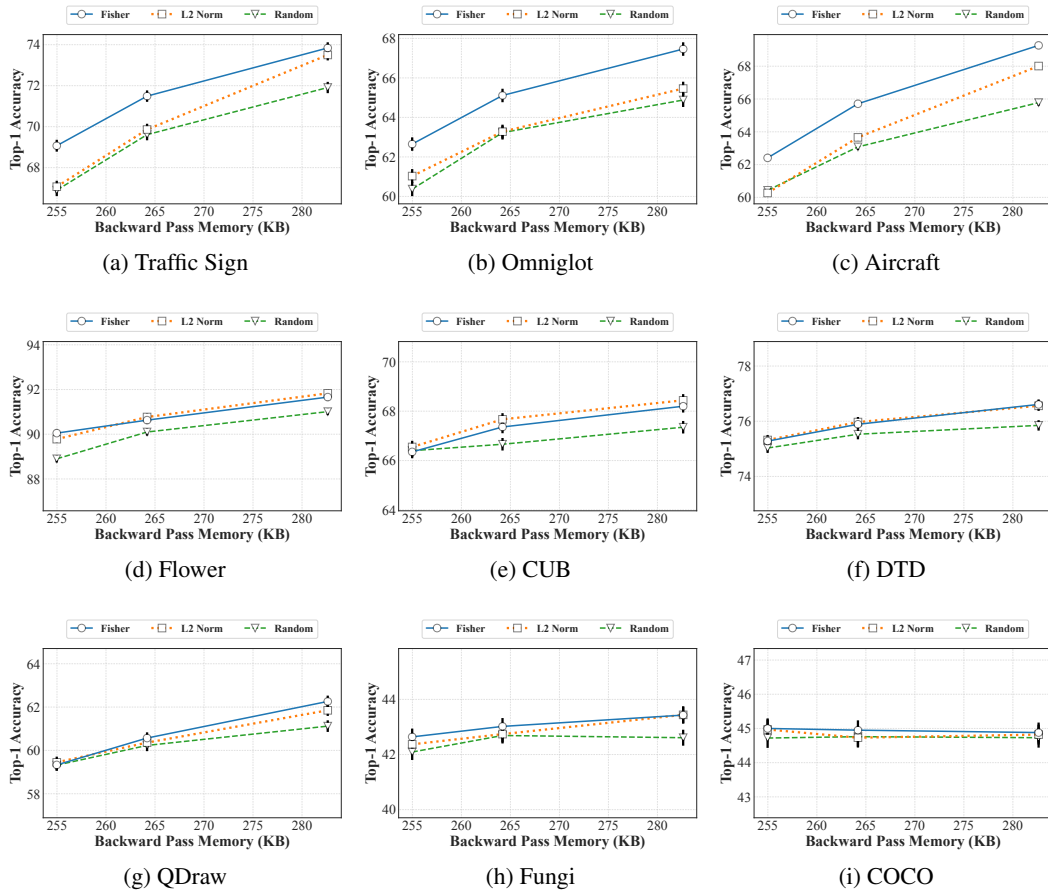 Fisher L2 Norm Random
Fisher L2 Norm Random
Fisher L2 Norm Random
Top-1 Accuracy
74
72
70
68
255 260 265 270 275 280
Backward Pass Memory (KB)
(a) Traffic Sign
Top-1 Accuracy
68
66
64
62
60
255 260 265 270 275 280
Backward Pass Memory (KB)
(b) Omniglot
Top-1 Accuracy
68
66
64
62
60
255 260 265 270 275 280
Backward Pass Memory (KB)
(c) Aircraft
Fisher L2 Norm Random
Fisher L2 Norm Random
Fisher L2 Norm Random
Top-1 Accuracy
94
92
90
88
255 260 265 270 275 280
Backward Pass Memory (KB)
(d) Flower
Top-1 Accuracy
70
68
66
64
255 260 265 270 275 280
Backward Pass Memory (KB)
(e) CUB
Top-1 Accuracy
78
76
74
255 260 265 270 275 280
Backward Pass Memory (KB)
(f) DTD
Fisher L2 Norm Random
Fisher L2 Norm Random
Fisher L2 Norm Random
Top-1 Accuracy
64
62
60
58
255 260 265 270 275 280
Backward Pass Memory (KB)
(g) QDraw
Top-1 Accuracy
44
42
40
255 260 265 270 275 280
Backward Pass Memory (KB)
(h) Fungi
Top-1 Accuracy
47
46
45
44
43
255 260 265 270 275 280
Backward Pass Memory (KB)
(i) COCO